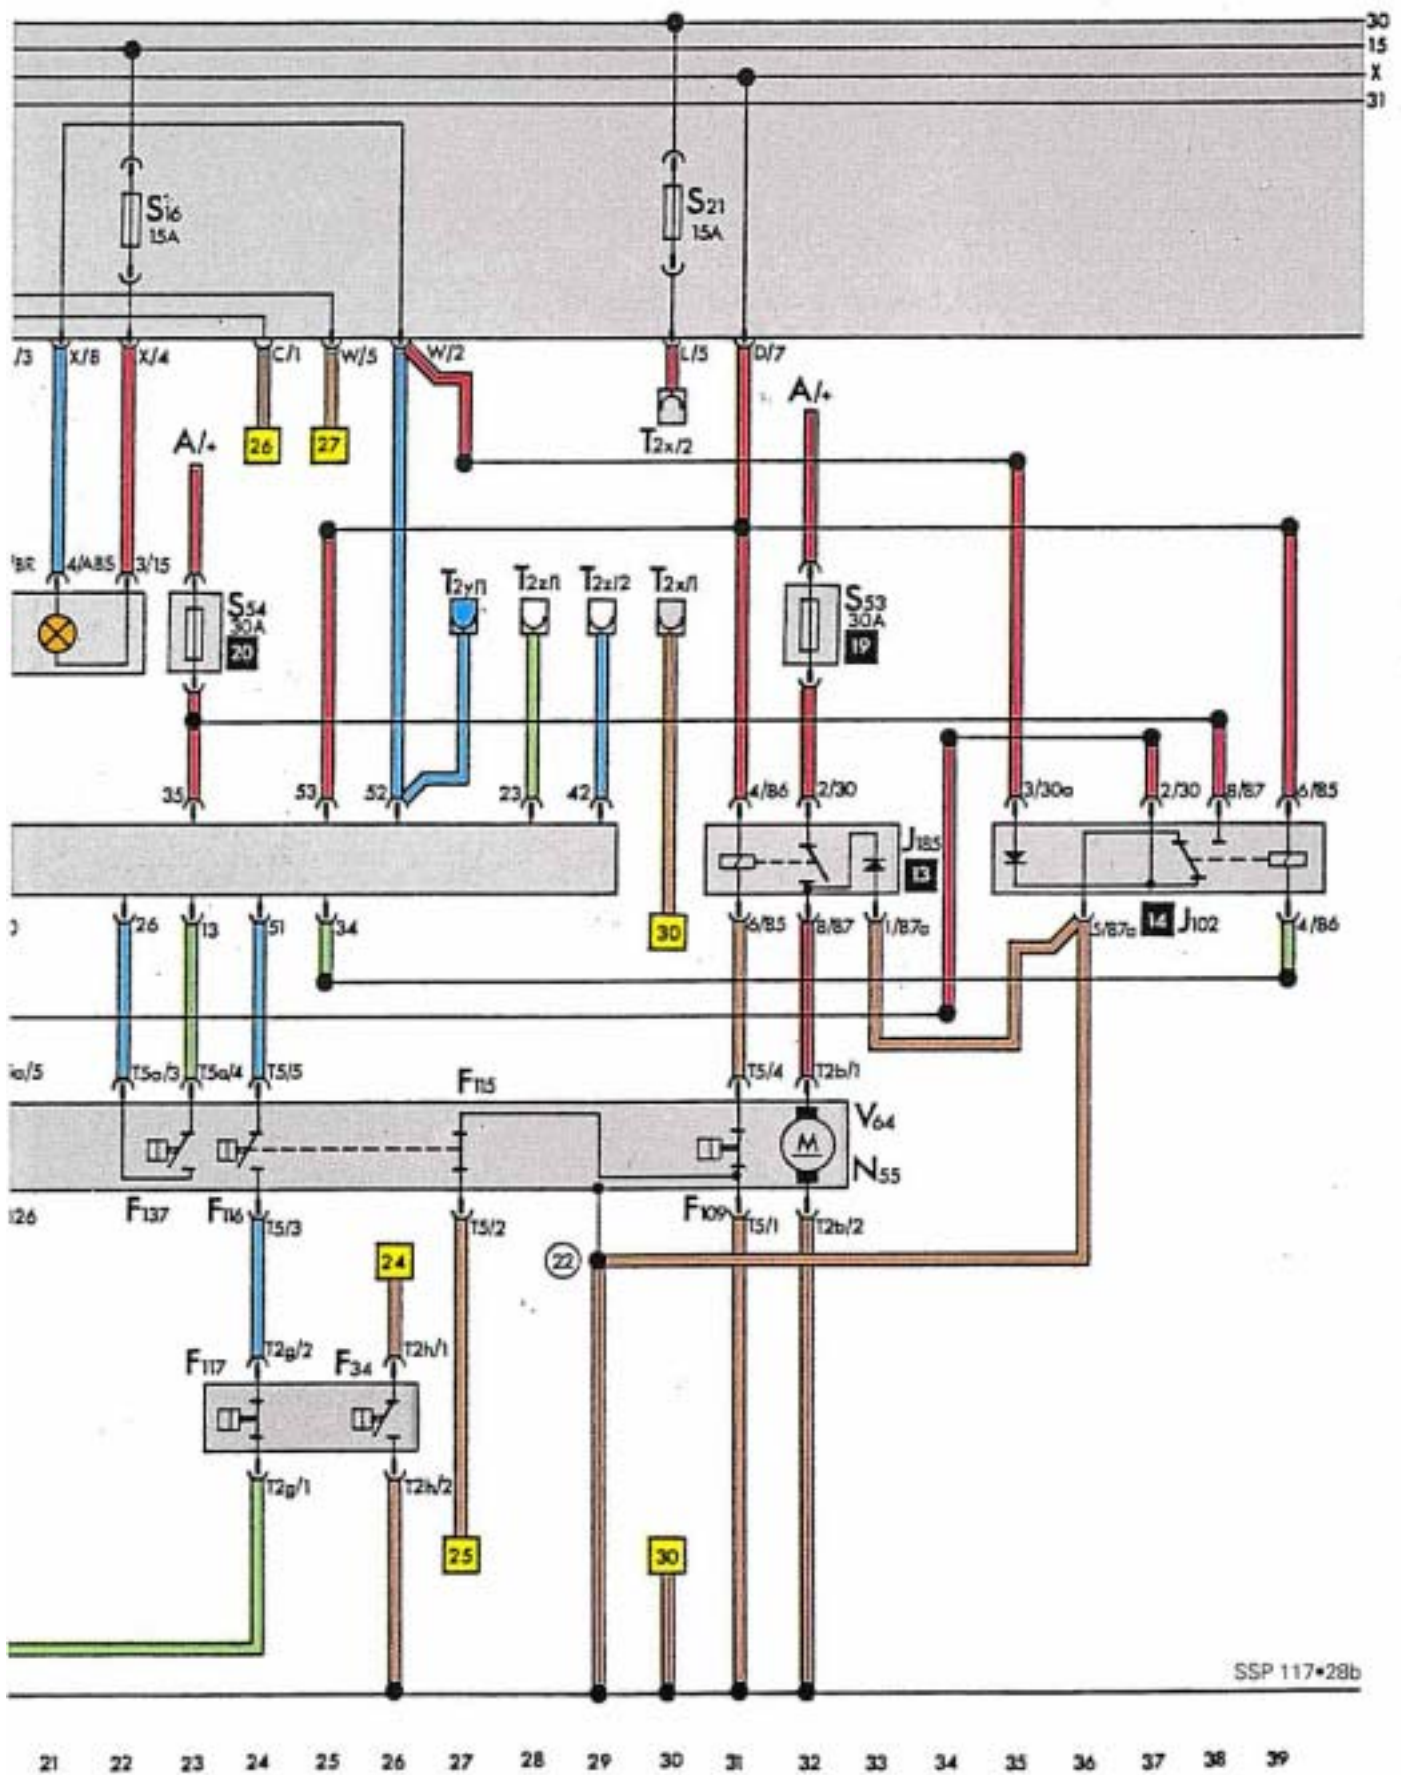 30
15
X
31
S16
15A
S21
15A
/3 X/8 X/4 C/1 W/5 W/2 L/5 D/7
A/+
26
27
T2x/2
A/+
/BR 4/ABS 3/15
T2y/1 T2z/1 T2z/2 T2x/1
S54
30A
20
S53
30A
19
35 53 52 23 42 4/86 2/30 3/30a 2/30 8/87 6/85
J185
13
26 13 51 34
30
6/85 8/87 1/87a 5/87a
14 J102
4/86
a/5 T5a/3 T5a/4 T5/5 T5/4 T2b/1
F115
V64
M
N55
126 F137 F116 T5/3 T5/2 F109 T5/1 T2b/2
24
22
T2g/2 T2h/1
F117 F34
T2g/1 T2h/2
25
30
SSP 117•28b
21 22 23 24 25 26 27 28 29 30 31 32 33 34 35 36 37 38 39